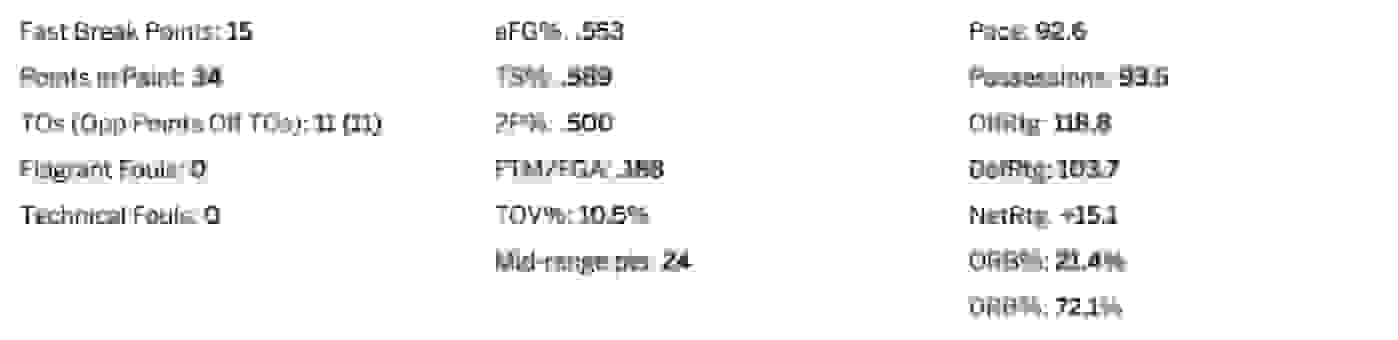 Fast Break Points: 15
Points in Paint: 34
TOs (Opp Points Off TOs): 11 (11)
Flagrant Fouls: 0
Technical Fouls: 0
eFG%: .553
TS%: .589
2P%: .500
FTM/FGA: .188
TOV%: 10.5%
Mid-range pts: 24
Pace: 92.6
Possessions: 93.5
OffRtg: 118.8
DefRtg: 103.7
NetRtg: +15.1
ORB%: 21.4%
DRB%: 72.1%